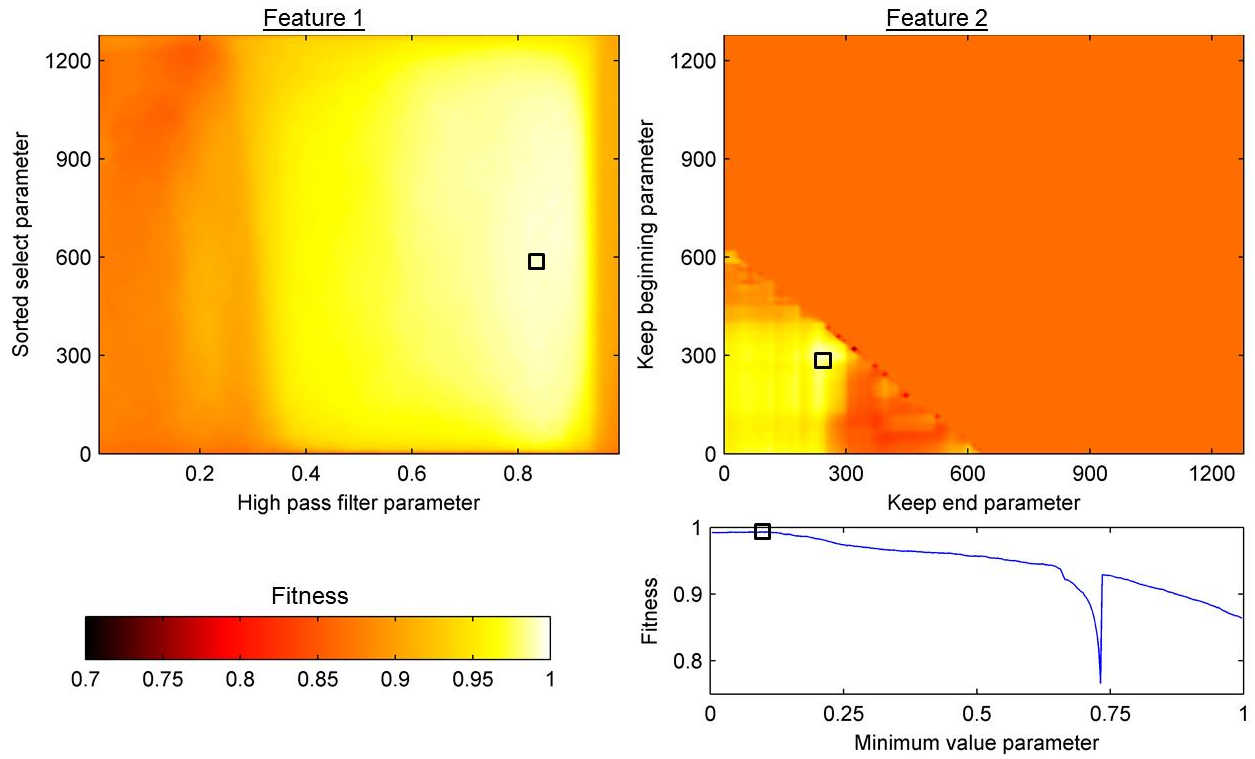 Feature 1
Sorted select parameter
1200
900
600
300
0
0.2 0.4 0.6 0.8
High pass filter parameter
Feature 2
Keep beginning parameter
1200
900
600
300
0
0 300 600 900 1200
Keep end parameter
Fitness
0.7 0.75 0.8 0.85 0.9 0.95 1
Fitness
1
0.9
0.8
0 0.25 0.5 0.75 1
Minimum value parameter